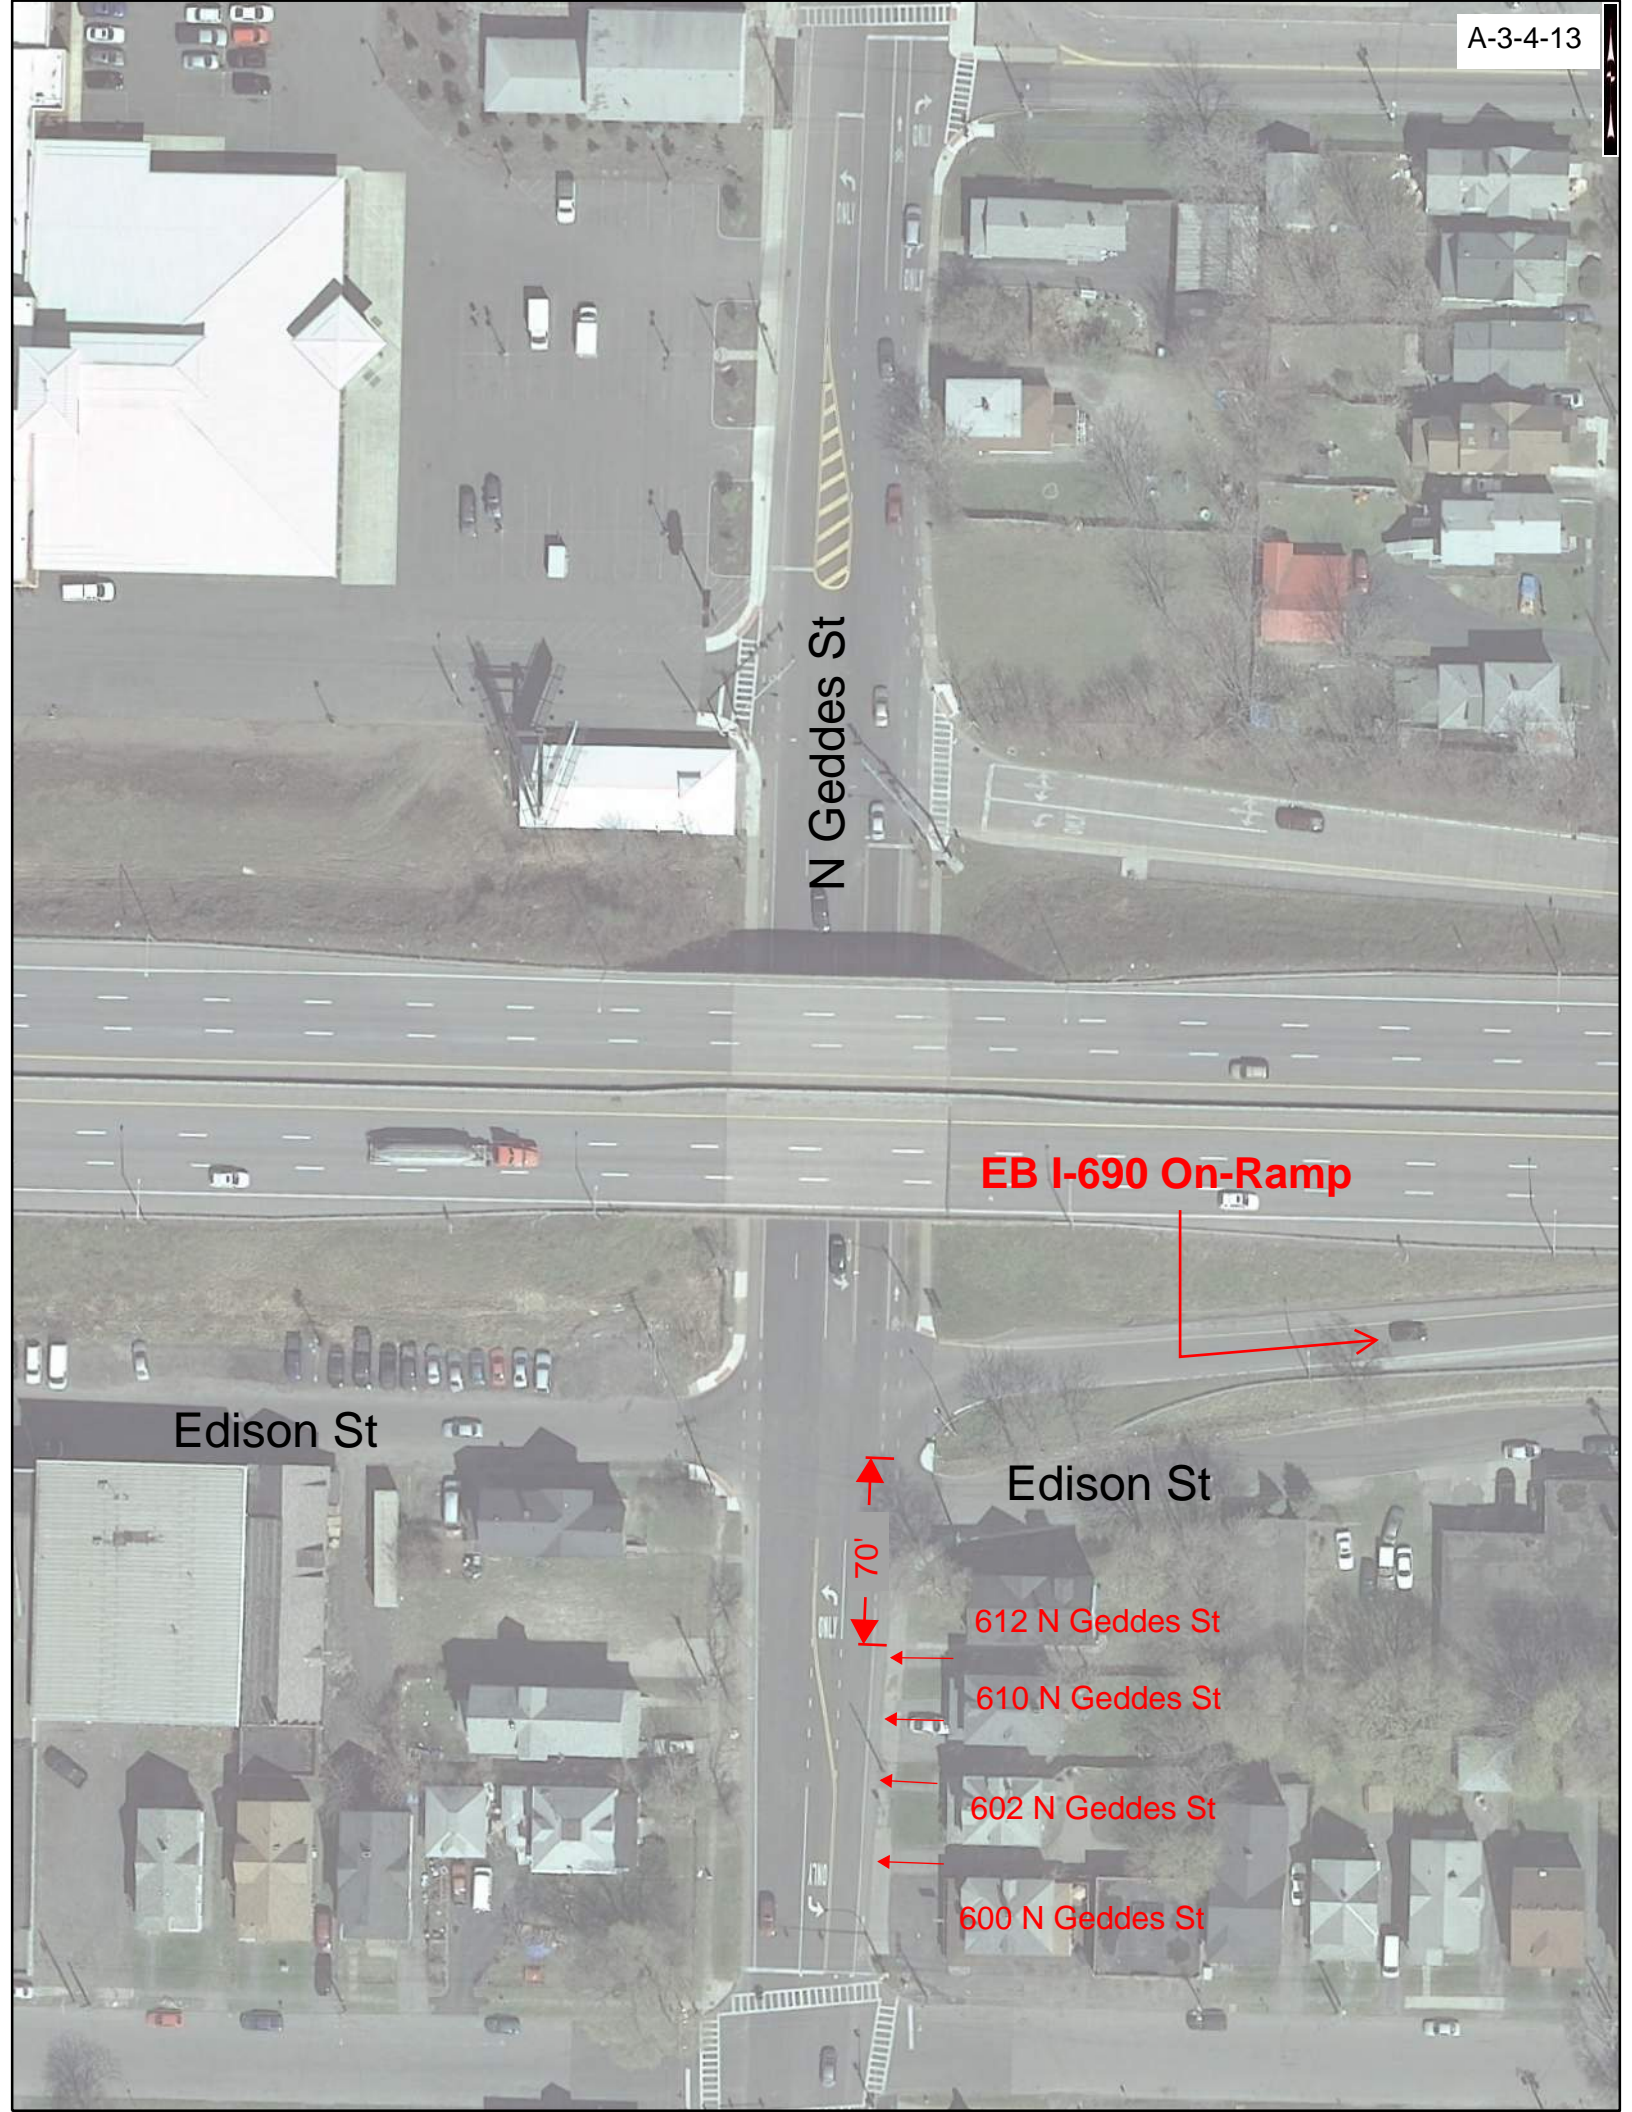 A-3-4-13
ONLY
N Geddes St
ONLY
EB I-690 On-Ramp
Edison St
Edison St
70'
ONLY
612 N Geddes St
610 N Geddes St
602 N Geddes St
ONLY
600 N Geddes St